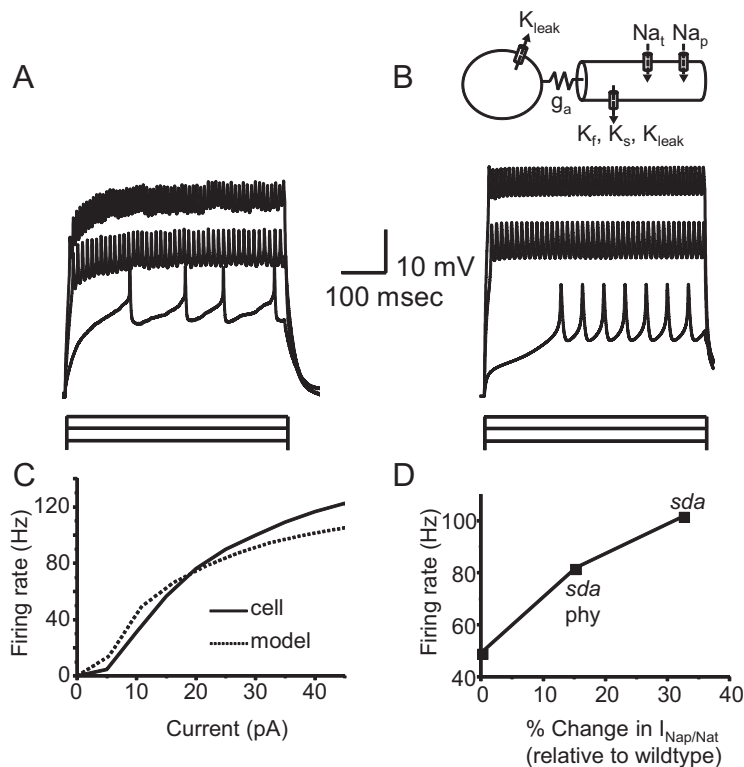 A
B
K leak
Na t Na p
g a
K f, K s, K leak
10 mV
100 msec
C
Firing rate (Hz)
120
80
40
0
cell
model
0 10 20 30 40
Current (pA)
D
Firing rate (Hz)
100
80
60
40
sda
sda
phy
0 10 20 30 40
% Change in I Nap/Nat
(relative to wildtype)